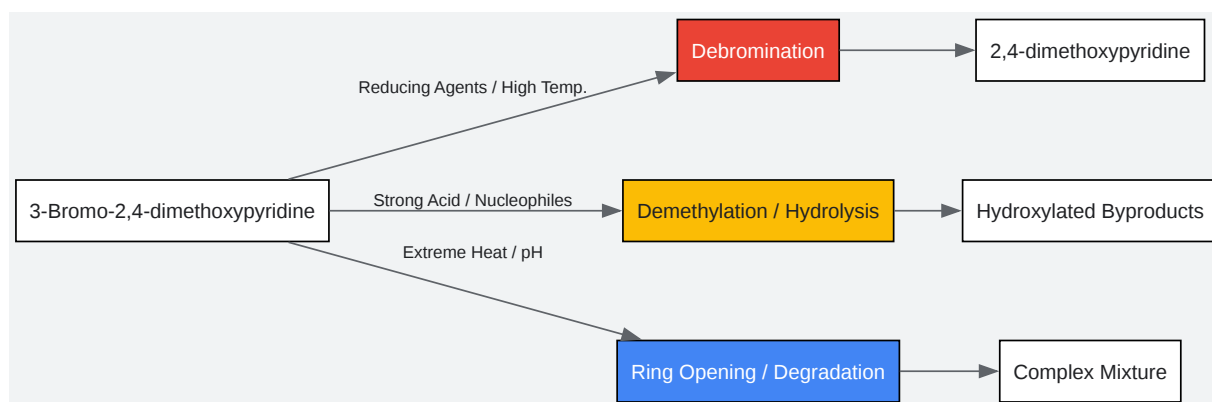 Debromination
2,4-dimethoxypyridine
Reducing Agents / High Temp.
3-Bromo-2,4-dimethoxypyridine
Strong Acid / Nucleophiles
Demethylation / Hydrolysis
Hydroxylated Byproducts
Extreme Heat / pH
Ring Opening / Degradation
Complex Mixture